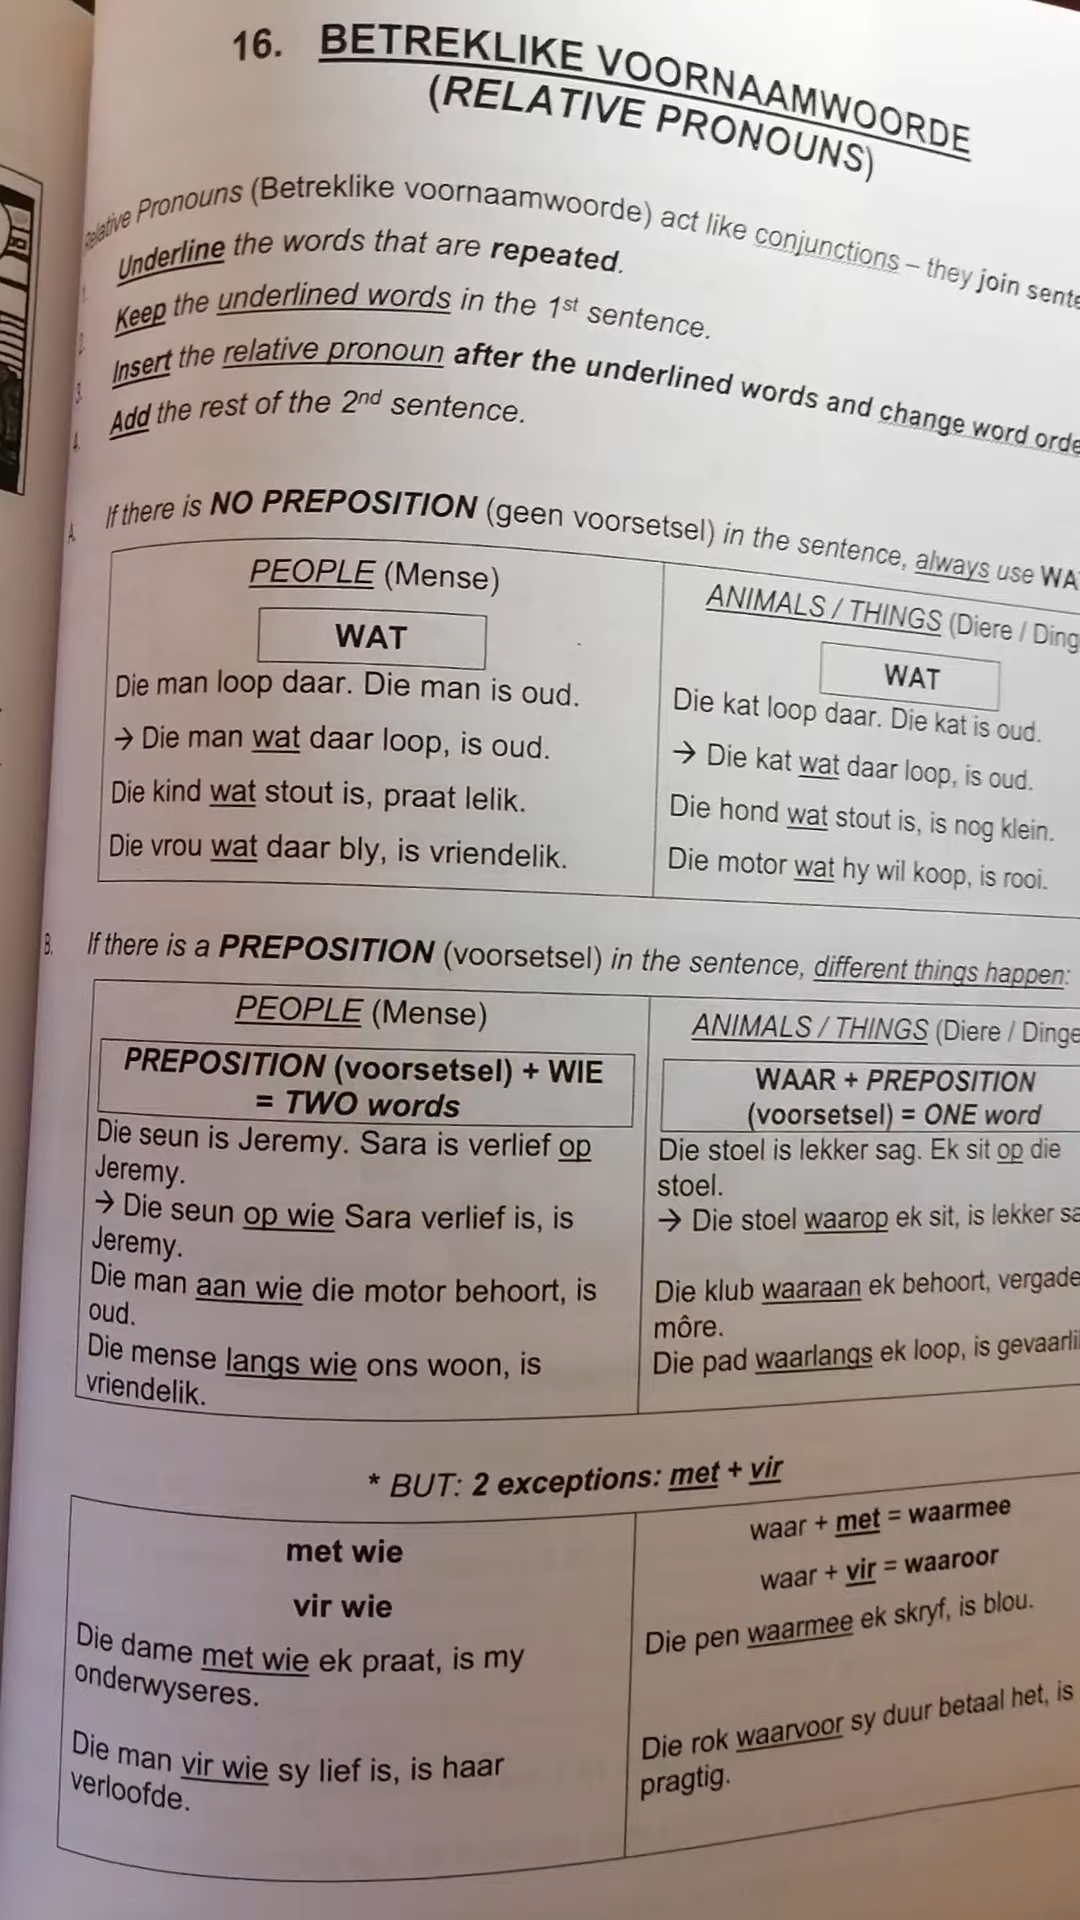 16. BETREKLIKE VOORNAAMWOORDE
(RELATIVE PRONOUNS)
Relative Pronouns (Betreklike voornaamwoorde) act like conjunctions – they join
1. Underline the words that are repeated.
2. Keep the underlined words in the 1st sentence.
3. Insert the relative pronoun after the underlined words and change word
4. Add the rest of the 2nd sentence.
A. If there is NO PREPOSITION (geen voorsetsel) in the sentence, always use
PEOPLE (Mense)
WAT
Die man loop daar. Die man is oud.
→ Die man wat daar loop, is oud.
Die kind wat stout is, praat lelik.
Die vrou wat daar bly, is vriendelik.
ANIMALS / THINGS (Diere /
WAT
Die kat loop daar. Die kat is oud.
→ Die kat wat daar loop, is oud.
Die hond wat stout is, is nog klein.
Die motor wat hy wil koop, is rooi.
B. If there is a PREPOSITION (voorsetsel) in the sentence, different things happen:
PEOPLE (Mense)
PREPOSITION (voorsetsel) + WIE
= TWO words
Die seun is Jeremy. Sara is verlief op
Jeremy.
→ Die seun op wie Sara verlief is, is
Jeremy.
Die man aan wie die motor behoort, is
oud.
Die mense langs wie ons woon, is
vriendelik.
ANIMALS / THINGS (Diere / Dinge
WAAR + PREPOSITION
(voorsetsel) = ONE word
Die stoel is lekker sag. Ek sit op die
stoel.
→ Die stoel waarop ek sit, is lekker
Die klub waaraan ek behoort,
môre.
Die pad waarlangs ek loop, is
* BUT: 2 exceptions: met + vir
met wie
vir wie
Die dame met wie ek praat, is my
onderwyseres.
Die man vir wie sy lief is, is haar
verloofde.
waar + met = waarmee
waar + vir = waaroor
Die pen waarmee ek skryf, is blou.
Die rok waarvoor sy duur betaal het, is
pragtig.